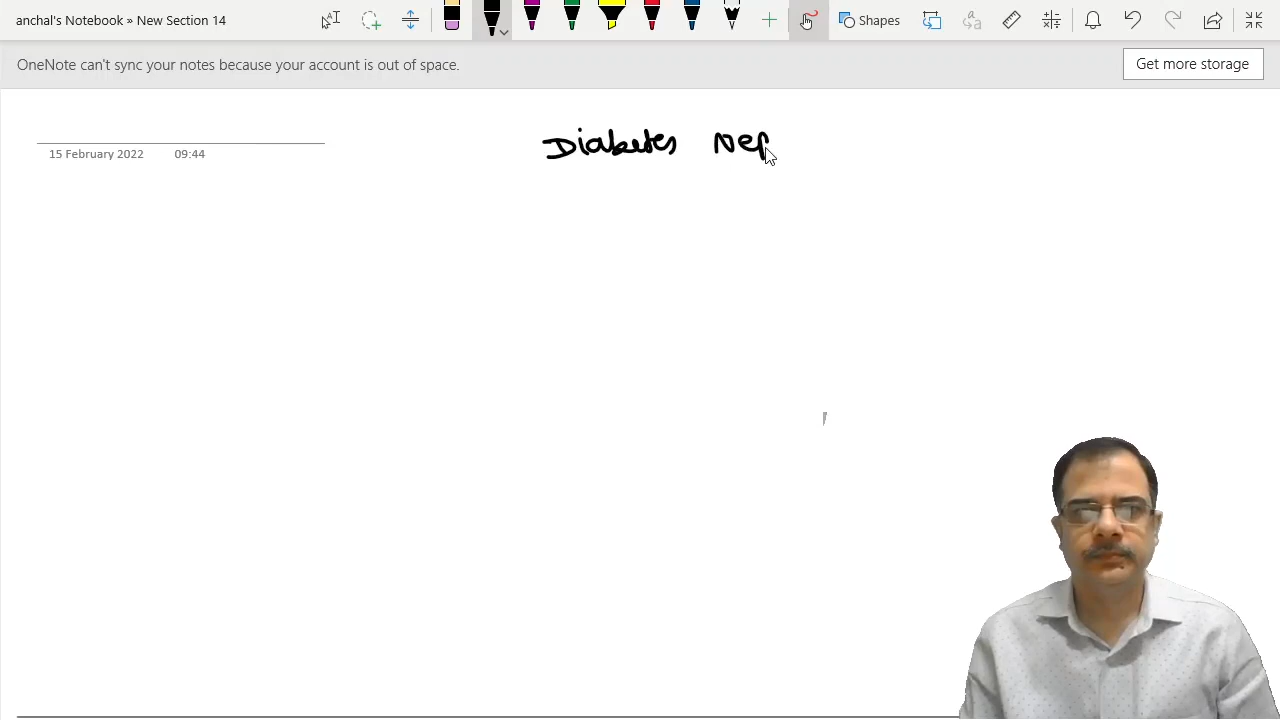 anchal's Notebook » New Section 14
Shapes
OneNote can't sync your notes because your account is out of space.
Get more storage
Diabetes Nep
15 February 2022 09:44